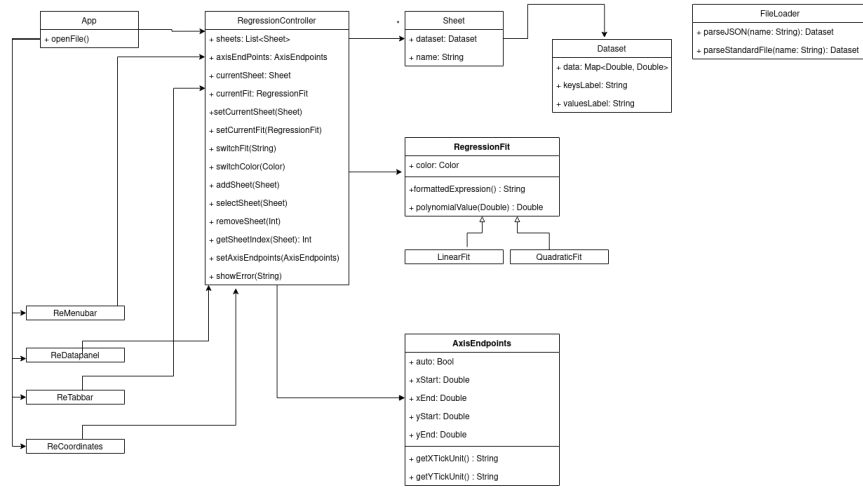 App
+ openFile()
RegressionController
+ sheets: List<Sheet>
+ axisEndPoints: AxisEndpoints
+ currentSheet: Sheet
+ currentFit: RegressionFit
+setCurrentSheet(Sheet)
+ setCurrentFit(RegressionFit)
+ switchFit(String)
+ switchColor(Color)
+ addSheet(Sheet)
+ selectSheet(Sheet)
+ removeSheet(Int)
+ getSheetIndex(Sheet): Int
+ setAxisEndpoints(AxisEndpoints)
+ showError(String)
*
Sheet
+ dataset: Dataset
+ name: String
Dataset
+ data: Map<Double, Double>
+ keysLabel: String
+ valuesLabel: String
FileLoader
+ parseJSON(name: String): Dataset
+ parseStandardFile(name: String): Dataset
RegressionFit
+ color: Color
+formattedExpression() : String
+ polynomialValue(Double) : Double
LinearFit
QuadraticFit
ReMenubar
ReDatapanel
ReTabbar
ReCoordinates
AxisEndpoints
+ auto: Bool
+ xStart: Double
+ xEnd: Double
+ yStart: Double
+ yEnd: Double
+ getXTickUnit() : String
+ getYTickUnit() : String